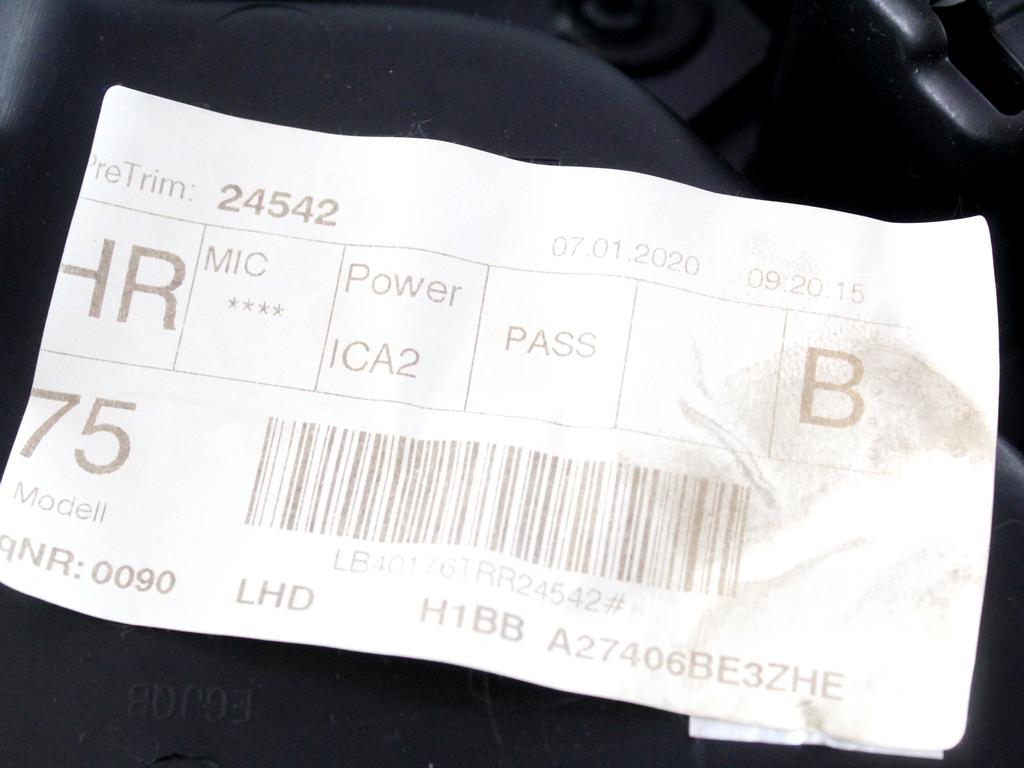 PreTrim: 24542
07.01.2020 09:20:15
HR MIC **** Power ICA2 PASS B
75
Modell
LB40176TRR24542#
qNR: 0090 LHD H1BB A27406BE3ZHE